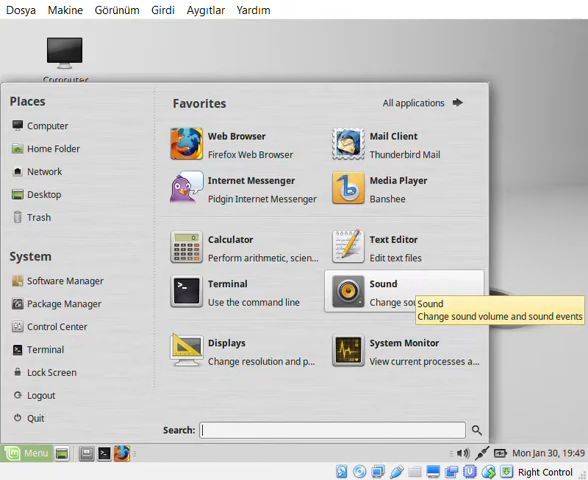 Dosya Makine Görünüm Girdi Aygıtlar Yardım
Computer
Places
Computer
Home Folder
Network
Desktop
Trash
System
Software Manager
Package Manager
Control Center
Terminal
Lock Screen
Logout
Quit
Favorites
All applications
Web Browser
Firefox Web Browser
Mail Client
Thunderbird Mail
Internet Messenger
Pidgin Internet Messenger
Media Player
Banshee
Calculator
Perform arithmetic, scien...
Text Editor
Edit text files
Terminal
Use the command line
Sound
Change sou
Sound
Change sound volume and sound events
Displays
Change resolution and p...
System Monitor
View current processes a...
Search:
Menu
Mon Jan 30, 19:49
Right Control